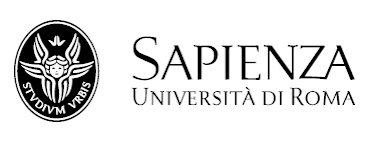 STVDIVM VRBIS
SAPIENZA
UNIVERSITÀ DI ROMA